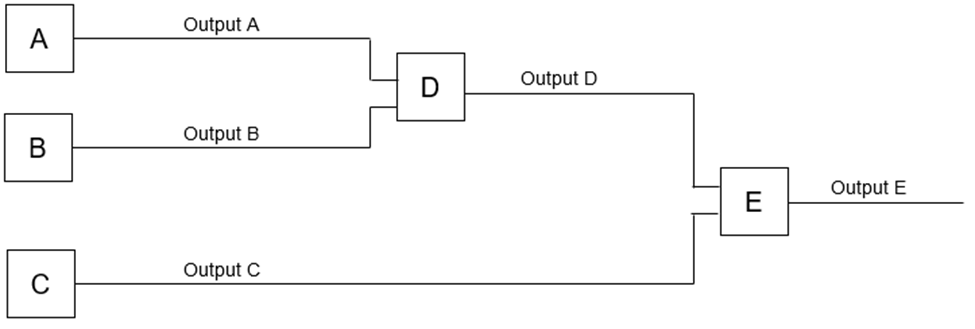 A
Output A
B
Output B
D
Output D
C
Output C
E
Output E